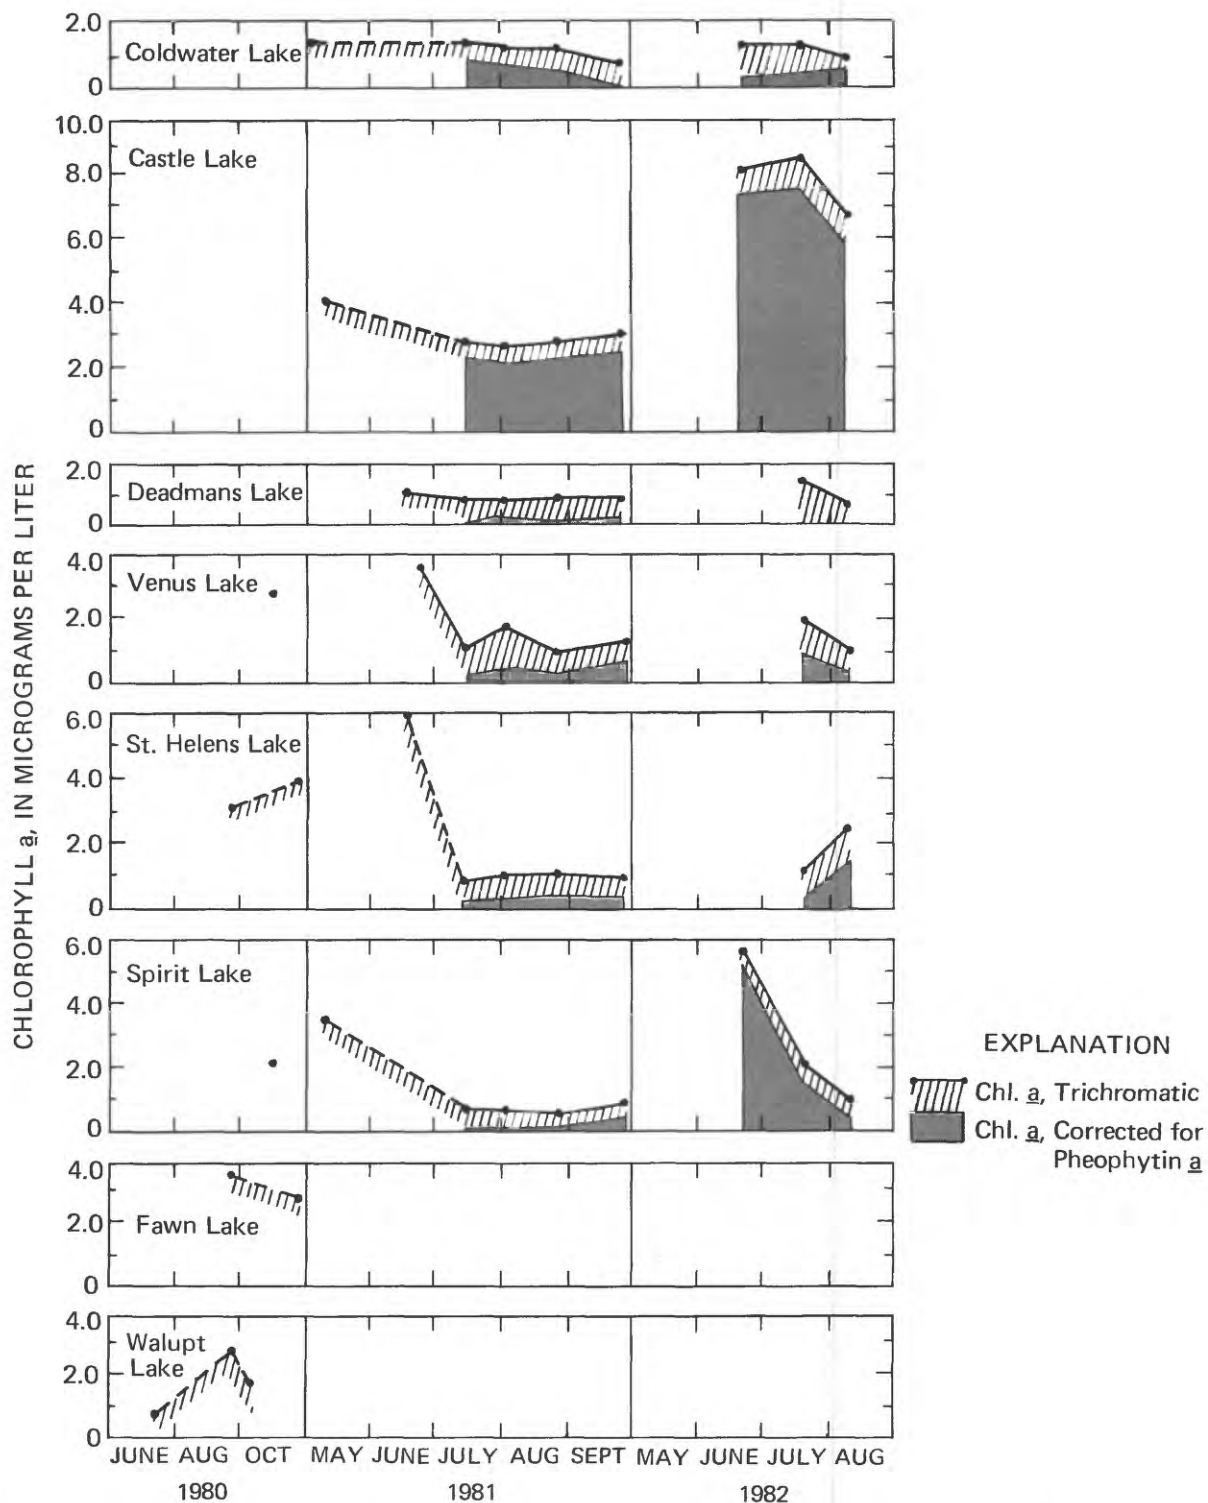 CHLOROPHYLL a, IN MICROGRAMS PER LITER
2.0
Coldwater Lake
0
10.0
Castle Lake
8.0
6.0
4.0
2.0
0
2.0
Deadmans Lake
0
4.0
Venus Lake
2.0
0
6.0
St. Helens Lake
4.0
2.0
0
6.0
Spirit Lake
4.0
2.0
0
4.0
2.0
Fawn Lake
0
4.0
Walupt
Lake
2.0
0
JUNE AUG OCT MAY JUNE JULY AUG SEPT MAY JUNE JULY AUG
1980 1981 1982
EXPLANATION
Chl. a, Trichromatic
Chl. a, Corrected for
Pheophytin a